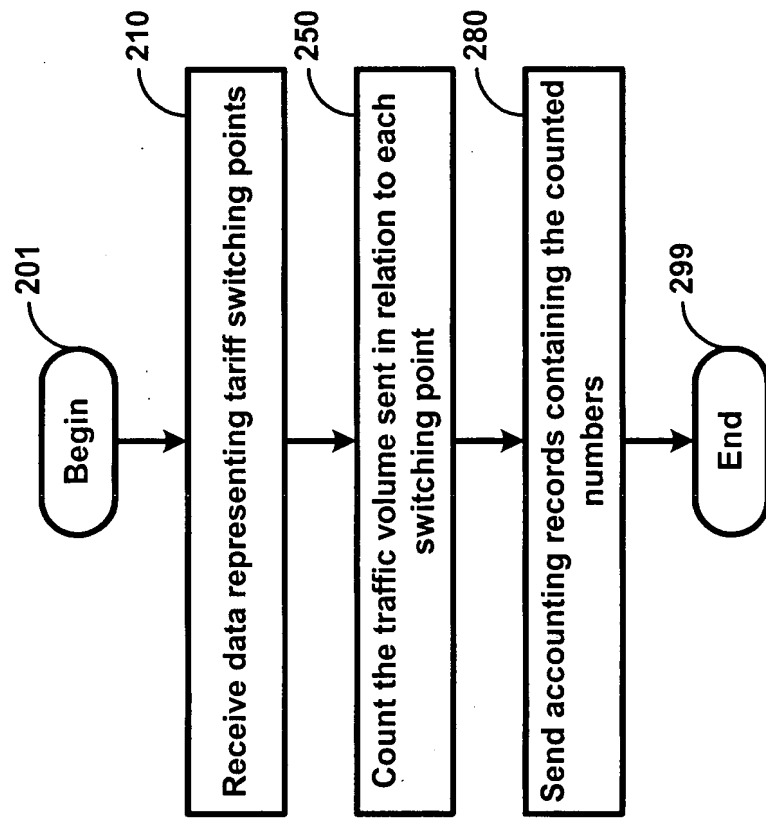 Begin
201
Receive data representing tariff switching points
210
Count the traffic volume sent in relation to each
switching point
250
Send accounting records containing the counted
numbers
280
End
299